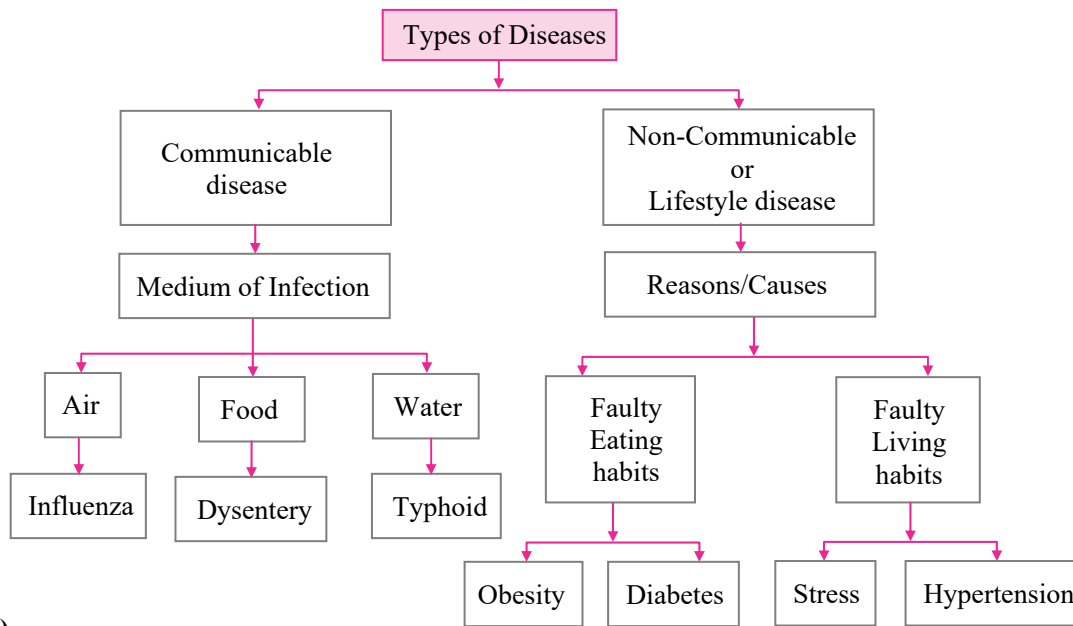 Types of Diseases
Communicable
disease
Non-Communicable
or
Lifestyle disease
Medium of Infection
Reasons/Causes
Air
Food
Water
Faulty
Eating
habits
Faulty
Living
habits
Influenza
Dysentery
Typhoid
Obesity
Diabetes
Stress
Hypertension